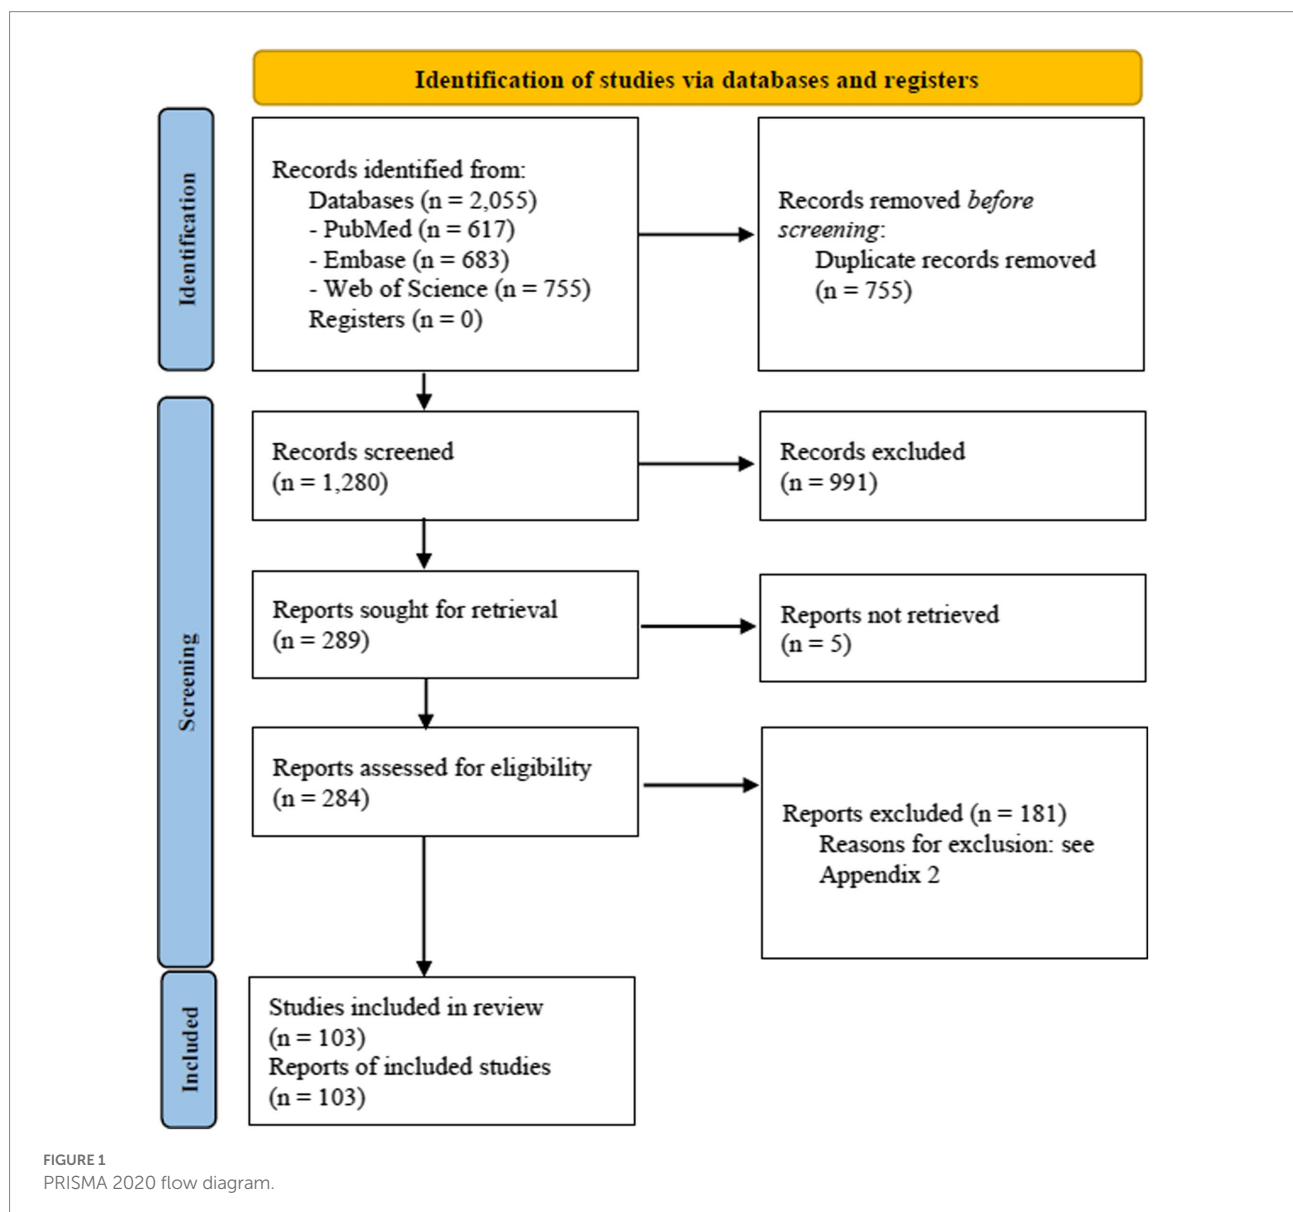 Identification of studies via databases and registers
Identification
Records identified from:
Databases (n = 2,055)
- PubMed (n = 617)
- Embase (n = 683)
- Web of Science (n = 755)
Registers (n = 0)
Records removed before
screening:
Duplicate records removed
(n = 755)
Screening
Records screened
(n = 1,280)
Records excluded
(n = 991)
Reports sought for retrieval
(n = 289)
Reports not retrieved
(n = 5)
Reports assessed for eligibility
(n = 284)
Reports excluded (n = 181)
Reasons for exclusion: see
Appendix 2
Included
Studies included in review
(n = 103)
Reports of included studies
(n = 103)
FIGURE 1
PRISMA 2020 flow diagram.